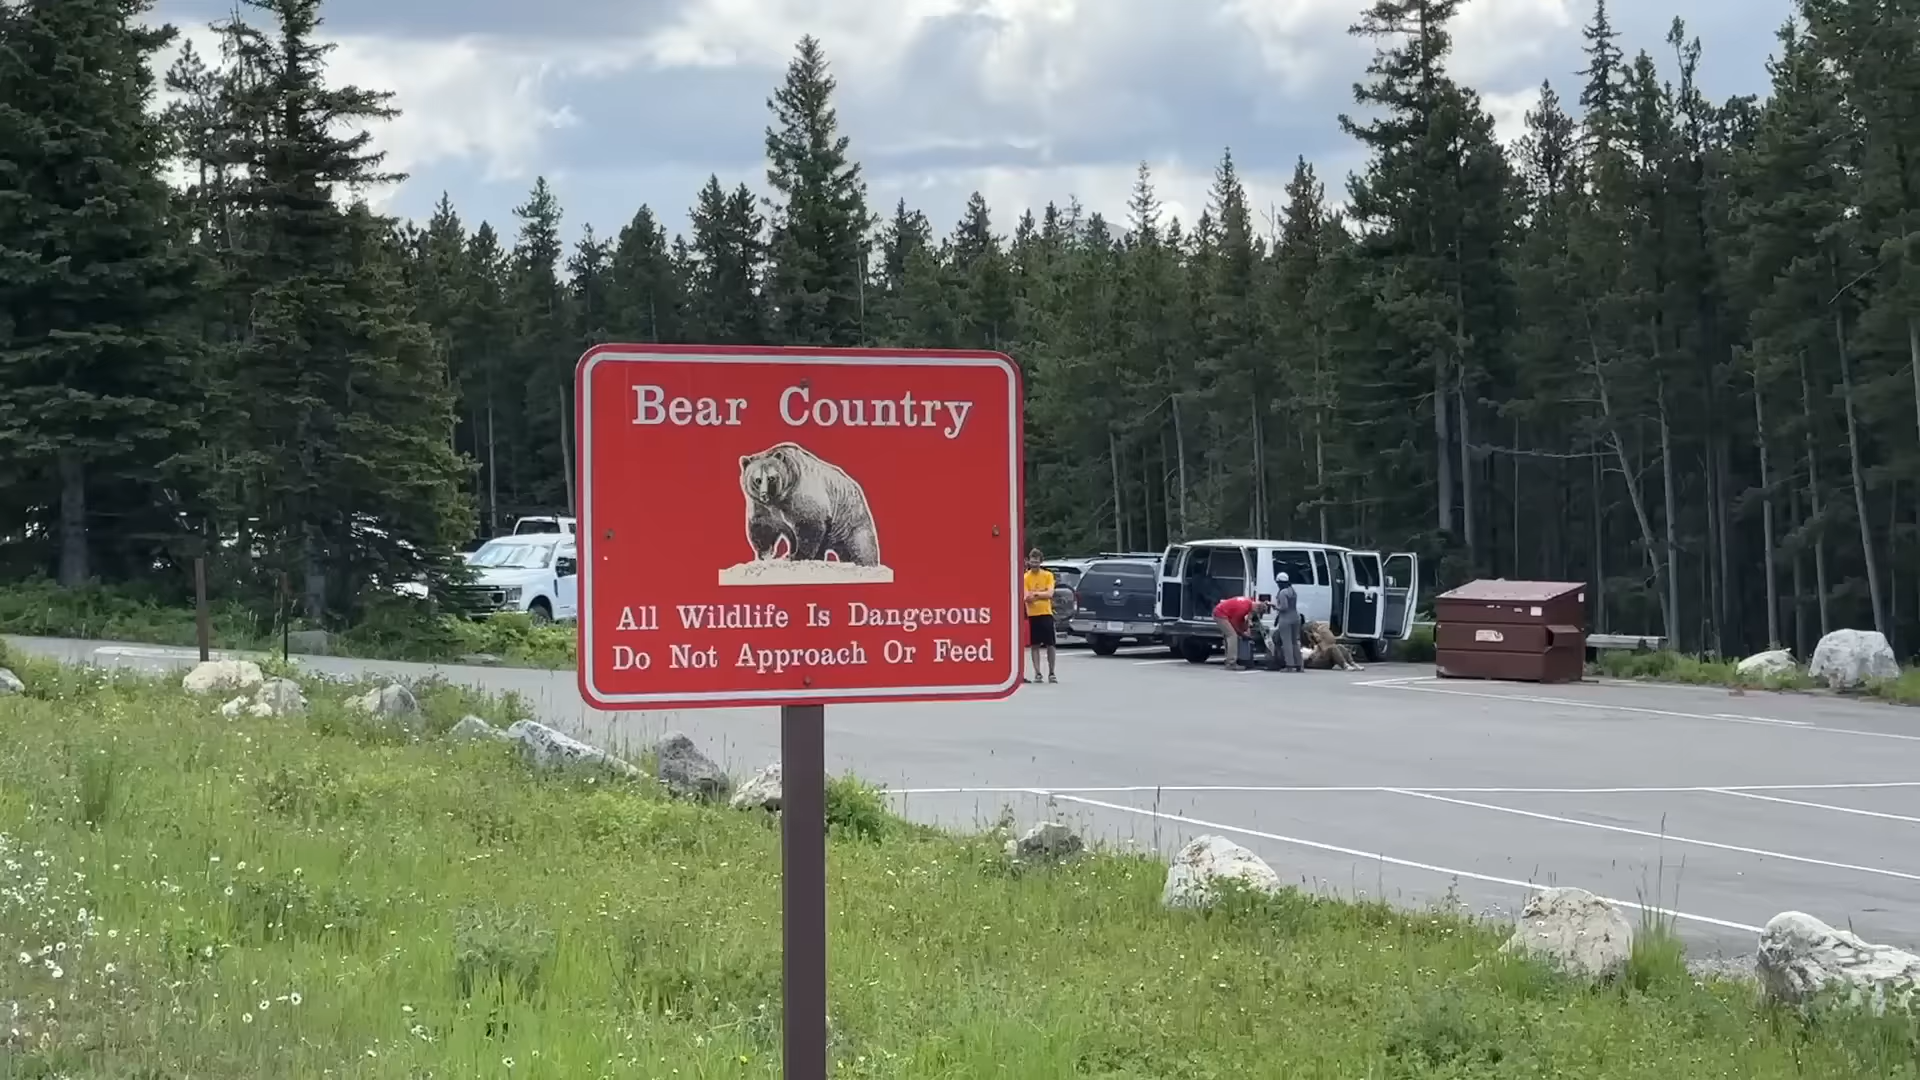 Bear Country
All Wildlife Is Dangerous
Do Not Approach Or Feed